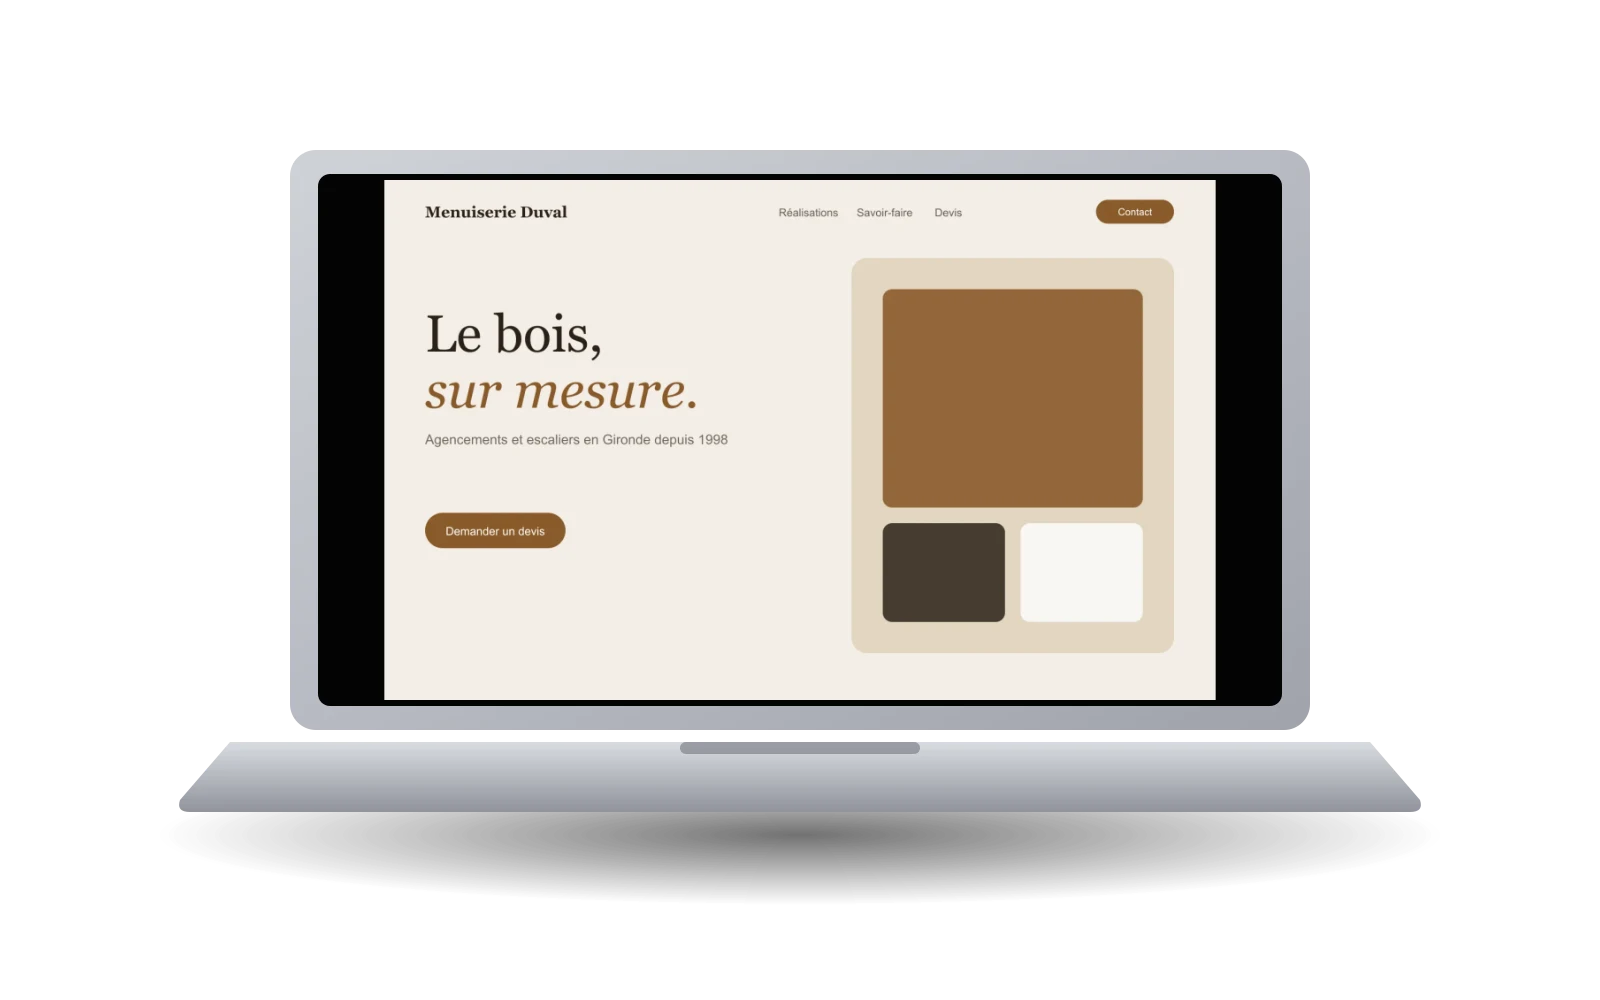 Menuiserie Duval
Réalisations Savoir-faire Devis
Contact
Le bois,
sur mesure.
Agencements et escaliers en Gironde depuis 1998
Demander un devis